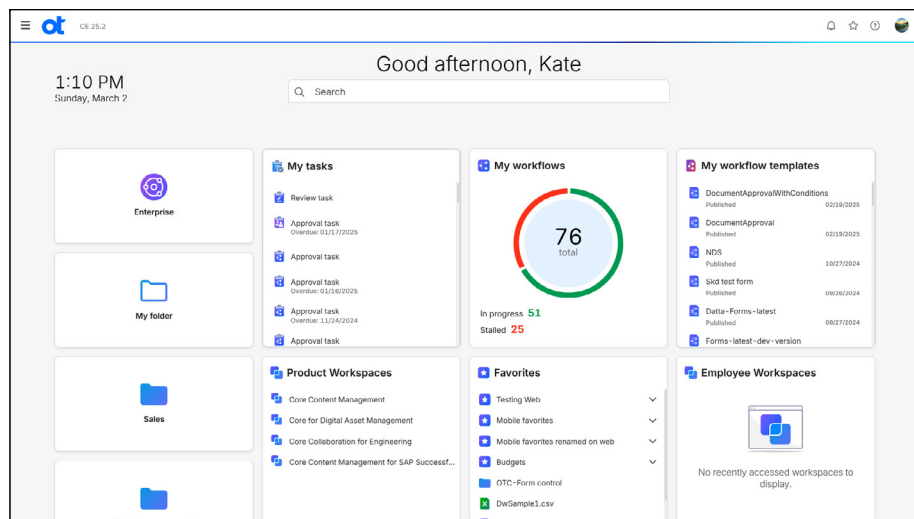 ot CE 25.2
Good afternoon, Kate
1:10 PM
Sunday, March 2
Search
Enterprise
My folder
Sales
My tasks
Review task
Approval task
Overdue: 01/17/2025
Approval task
Approval task
Overdue: 01/16/2025
Approval task
Overdue: 11/24/2024
Approval task
My workflows
76
total
In progress 51
Stalled 25
My workflow templates
DocumentApprovalWithConditions
Published 02/19/2025
DocumentApproval
Published 02/19/2025
NDS
Published 10/27/2024
Skd test form
Published 09/26/2024
Datta-Forms-latest
Published 08/27/2024
Forms-latest-dev-version
Product Workspaces
Core Content Management
Core for Digital Asset Management
Core Collaboration for Engineering
Core Content Management for SAP Successf...
Favorites
Testing Web
Mobile favorites
Mobile favorites renamed on web
Budgets
OTC-Form control
DwSample1.csv
Employee Workspaces
No recently accessed workspaces to
display.